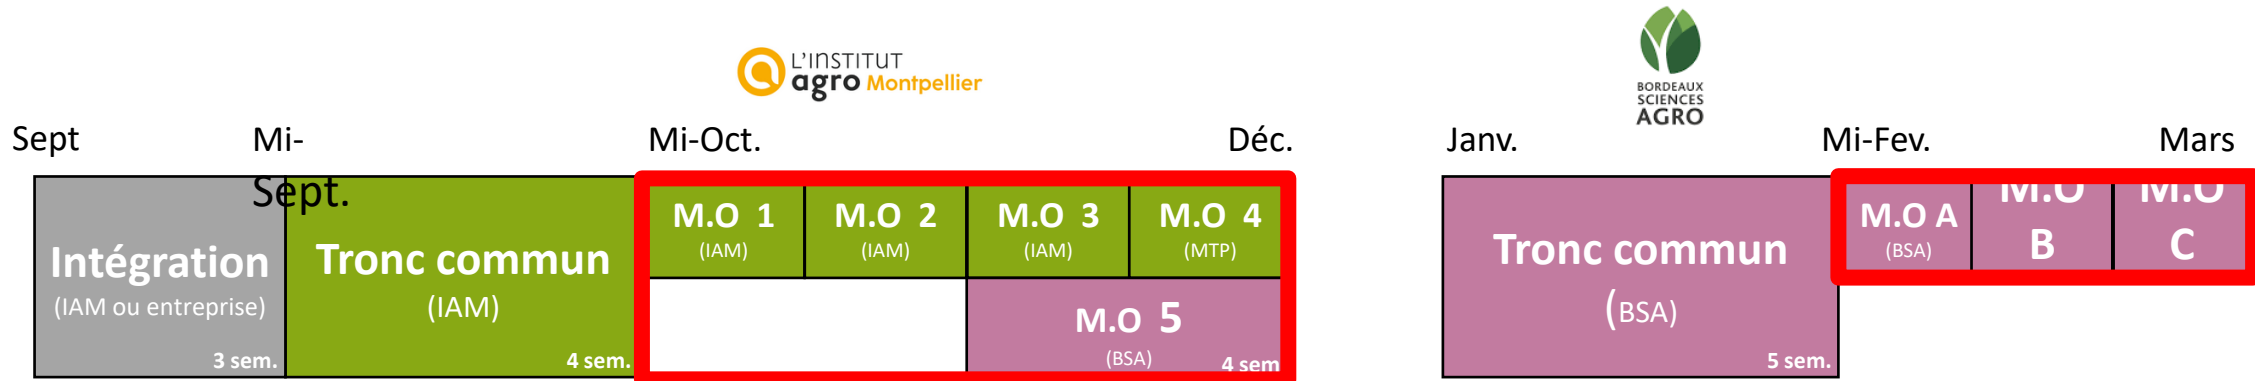 L'INSTITUT
agro Montpellier
BORDEAUX
SCIENCES
AGRO
Sept
Mi-
Sept.
Mi-Oct.
Déc.
Janv.
Mi-Fev.
Mars
Intégration
(IAM ou entreprise)
3 sem.
Tronc commun
(IAM)
4 sem.
M.O 1
(IAM)
M.O 2
(IAM)
M.O 3
(IAM)
M.O 4
(MTP)
M.O 5
(BSA)
4 sem
Tronc commun
(BSA)
5 sem.
M.O A
(BSA)
M.O
B
M.O
C